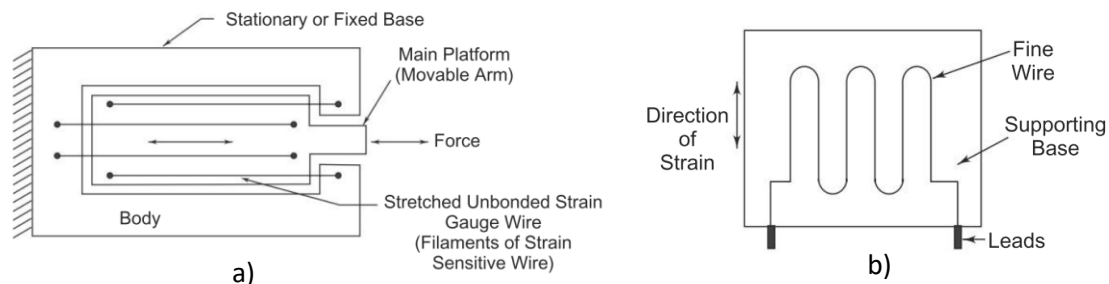 Stationary or Fixed Base
Main Platform
(Movable Arm)
Force
Stretched Unbonded Strain
Gauge Wire
(Filaments of Strain
Sensitive Wire)
Body
a)
Fine
Wire
Direction
of
Strain
Supporting
Base
Leads
b)